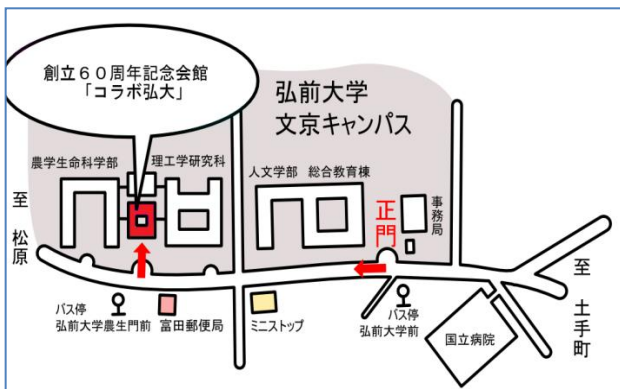 創立60周年記念会館
「コラボ弘大」
弘前大学
文京キャンパス
農学生命科学部
理工学研究科
人文学部 総合教育棟
事務局
正門
至 松原
至 土手町
バス停
弘前大学農生門前
富田郵便局
ミニストップ
バス停
弘前大学前
国立病院